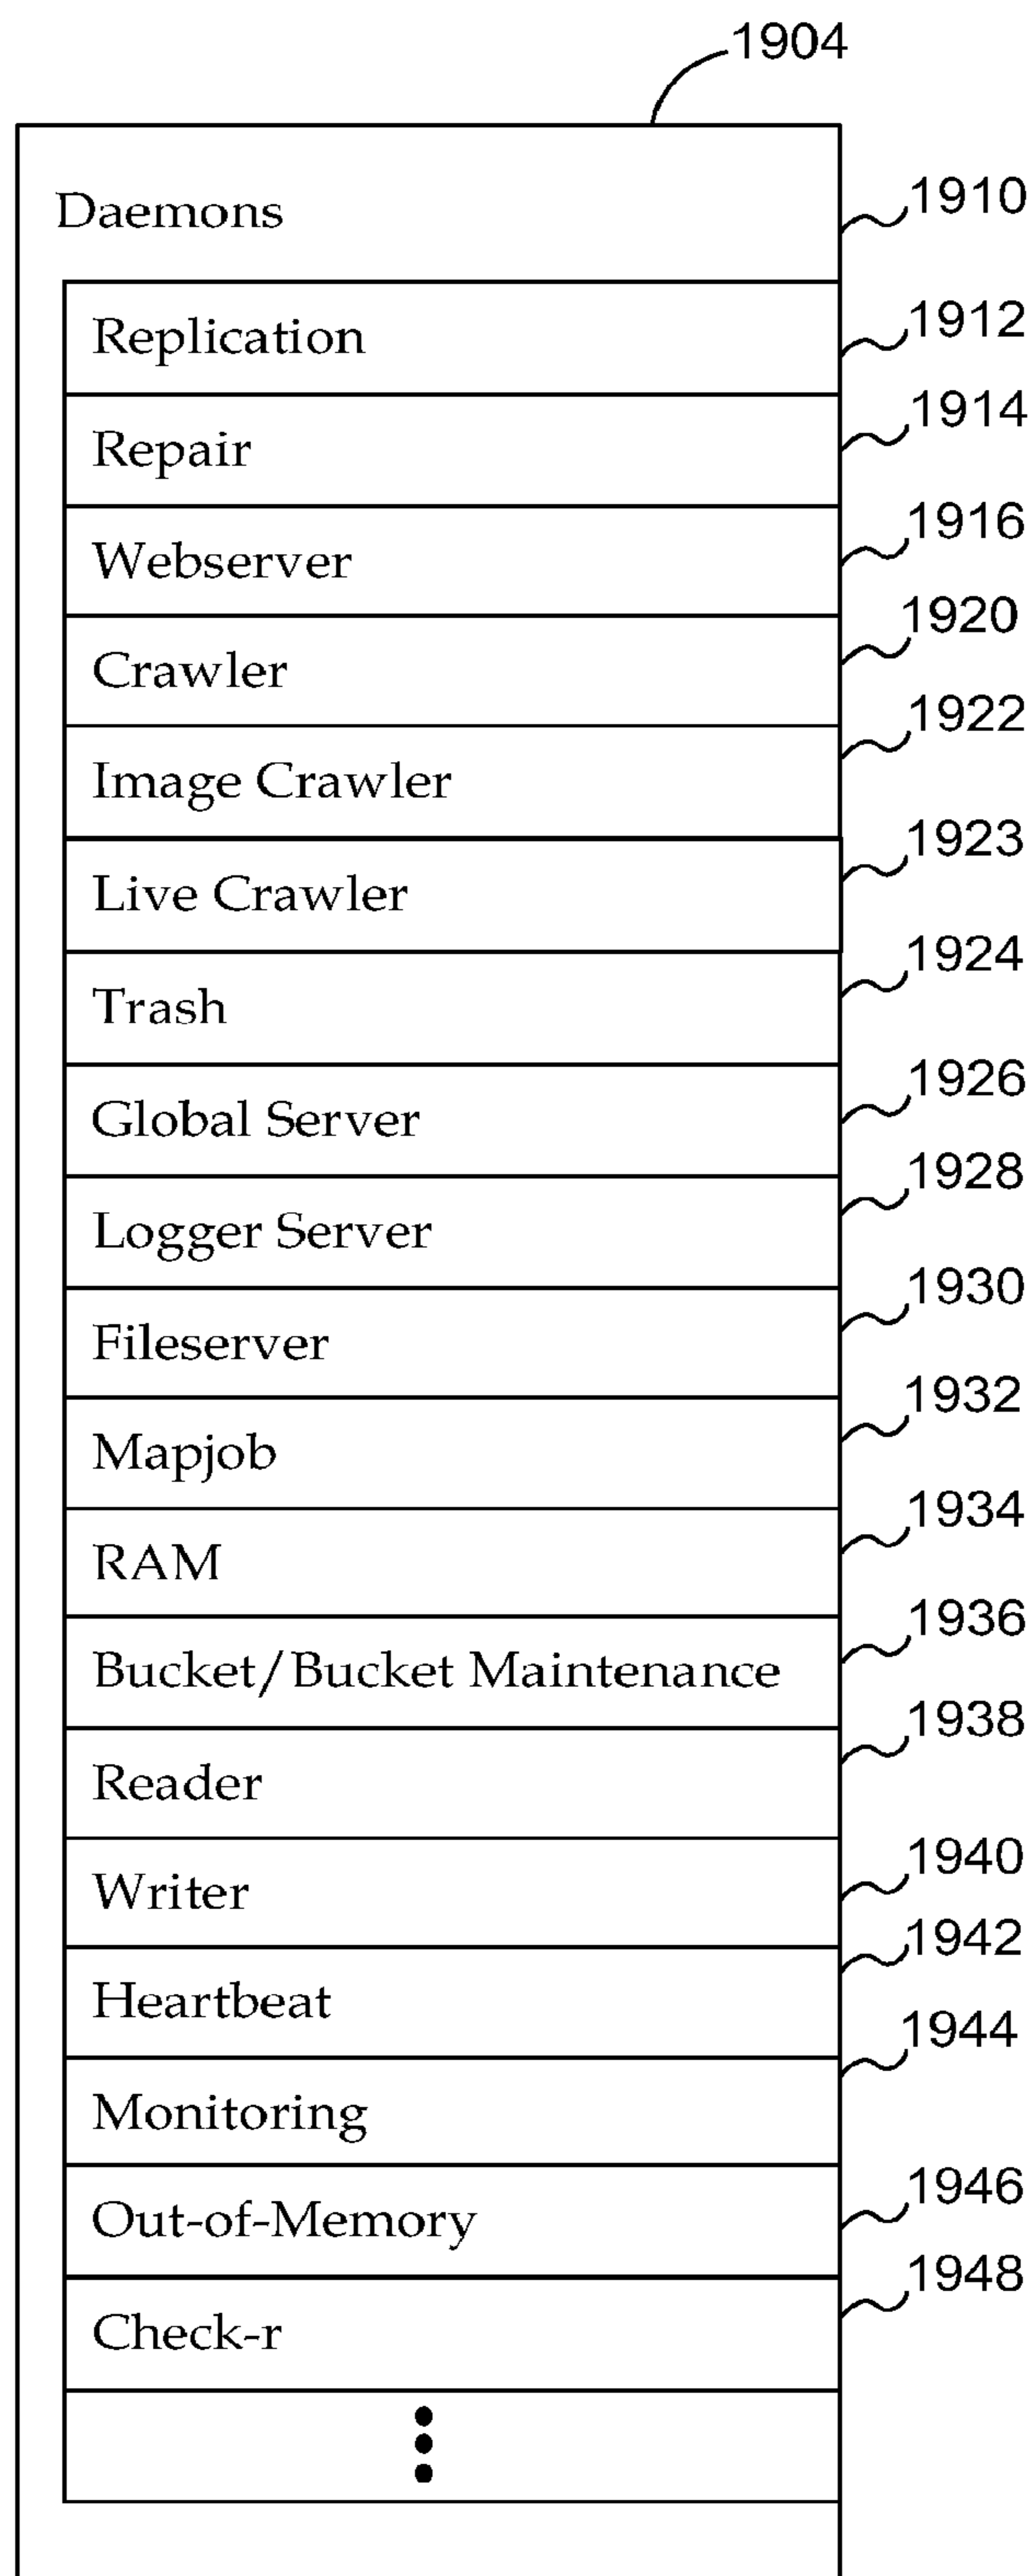 1904
Daemons
1910
Replication
1912
Repair
1914
Webserver
1916
Crawler
1920
Image Crawler
1922
Live Crawler
1923
Trash
1924
Global Server
1926
Logger Server
1928
Fileserver
1930
Mapjob
1932
RAM
1934
Bucket/Bucket Maintenance
1936
Reader
1938
Writer
1940
Heartbeat
1942
Monitoring
1944
Out-of-Memory
1946
Check-r
1948